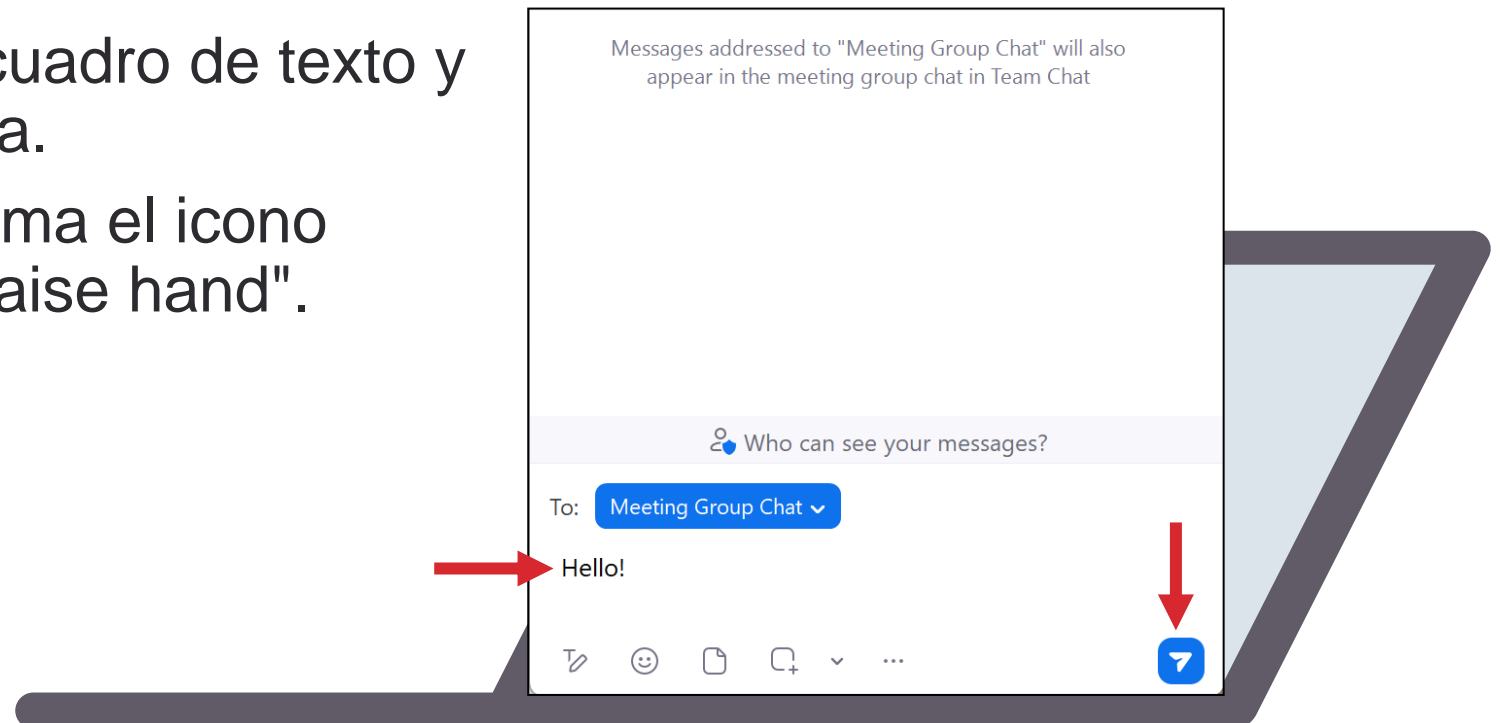 cuadro de texto y
a.
ma el icono
aise hand".
Messages addressed to "Meeting Group Chat" will also
appear in the meeting group chat in Team Chat
Who can see your messages?
To: Meeting Group Chat
Hello!